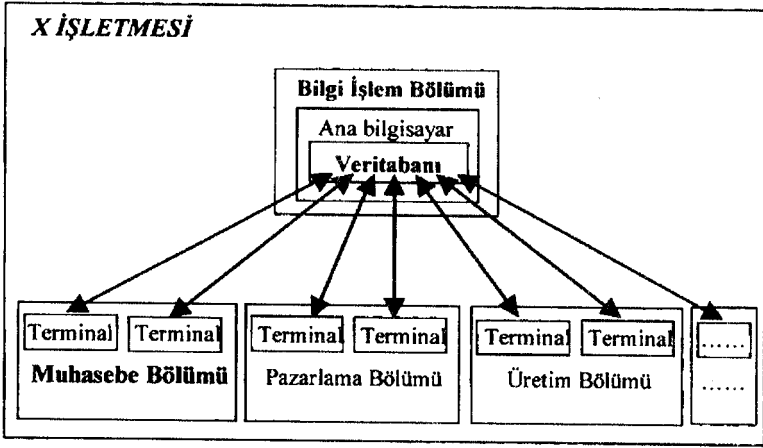 X İŞLETMESİ
Bilgi İşlem Bölümü
Ana bilgisayar
Veritabanı
Terminal Terminal Terminal Terminal Terminal Terminal ......
Muhasebe Bölümü Pazarlama Bölümü Üretim Bölümü ......